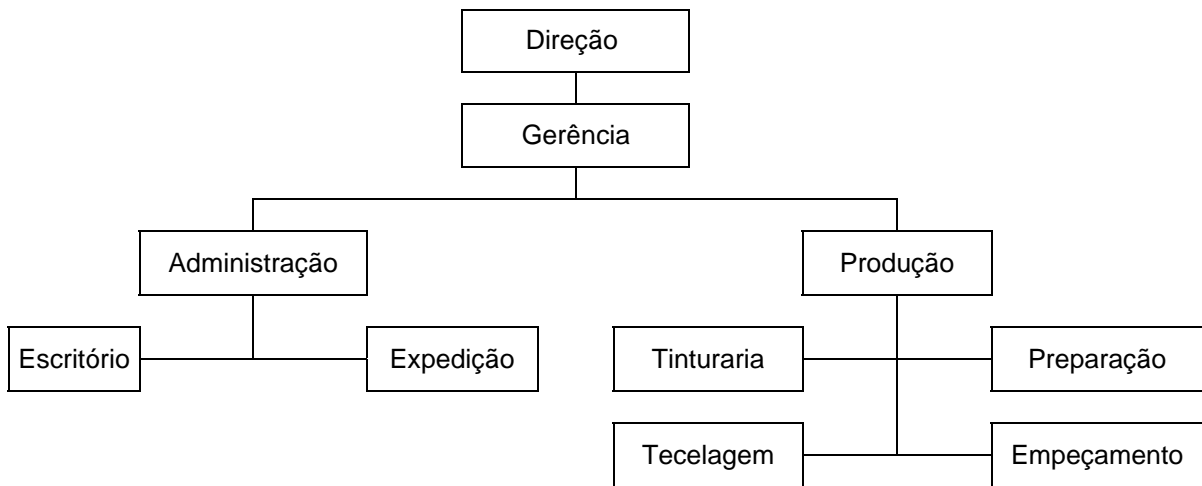 Direção
Gerência
Administração
Produção
Escritório
Expedição
Tinturaria
Preparação
Tecelagem
Empeçamento